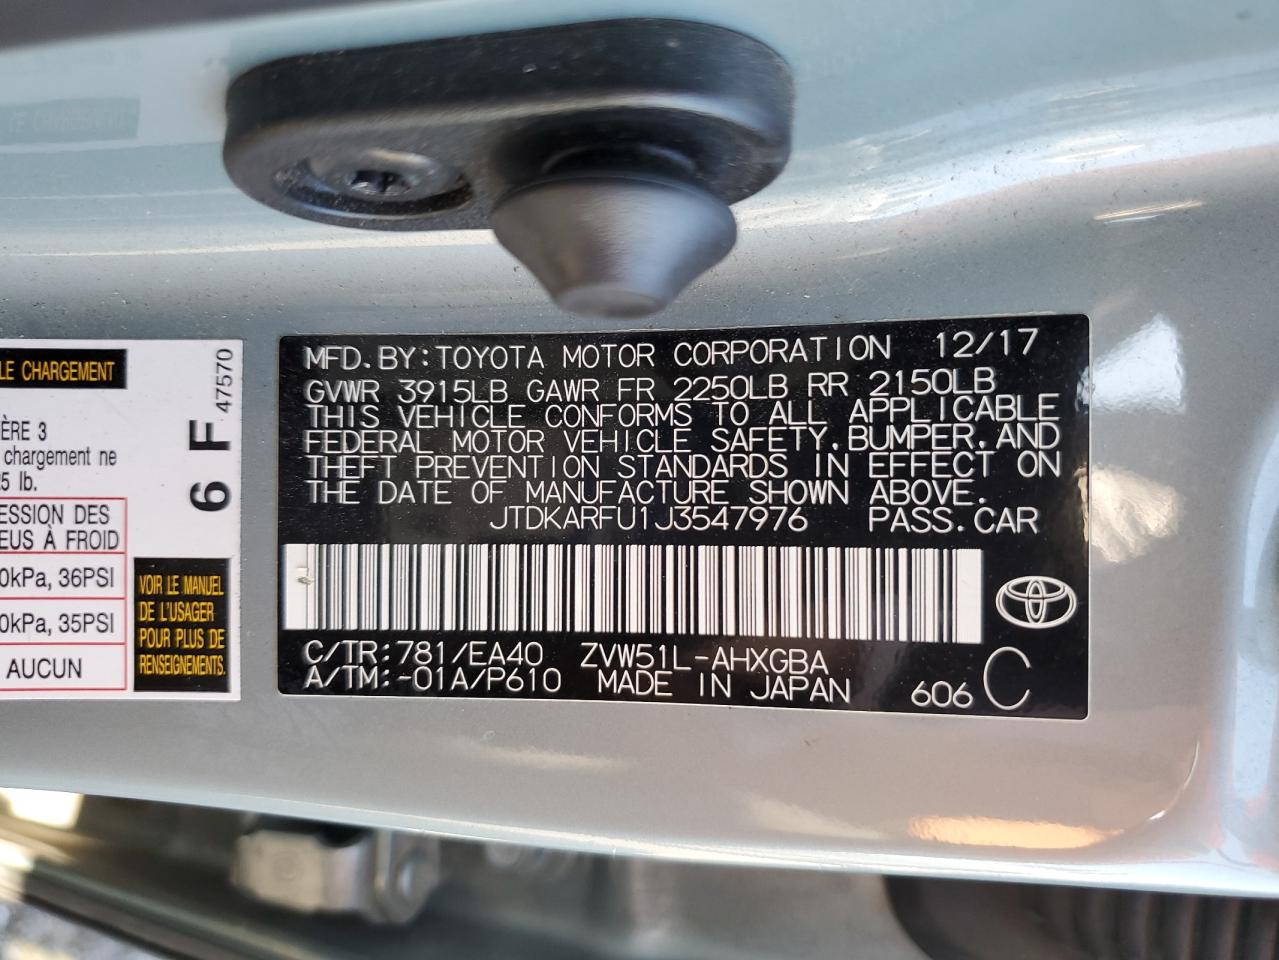 LE CHARGEMENT
ÈRE 3
chargement ne
25 lb.
ESSION DES
EUS À FROID
0kPa, 36PSI
0kPa, 35PSI
AUCUN
6 F
47570
VOIR LE MANUEL
DE L'USAGER
POUR PLUS DE
RENSEIGNEMENTS.
MFD.BY:TOYOTA MOTOR CORPORATION 12/17
GVWR 3915LB GAWR FR 2250LB RR 2150LB
THIS VEHICLE CONFORMS TO ALL APPLICABLE
FEDERAL MOTOR VEHICLE SAFETY,BUMPER,AND
THEFT PREVENTION STANDARDS IN EFFECT ON
THE DATE OF MANUFACTURE SHOWN ABOVE.
JTDKARFU1J3547976 PASS.CAR
C/TR:781/EA40 ZVW51L-AHXGBA
A/TM:-01A/P610 MADE IN JAPAN 606 C